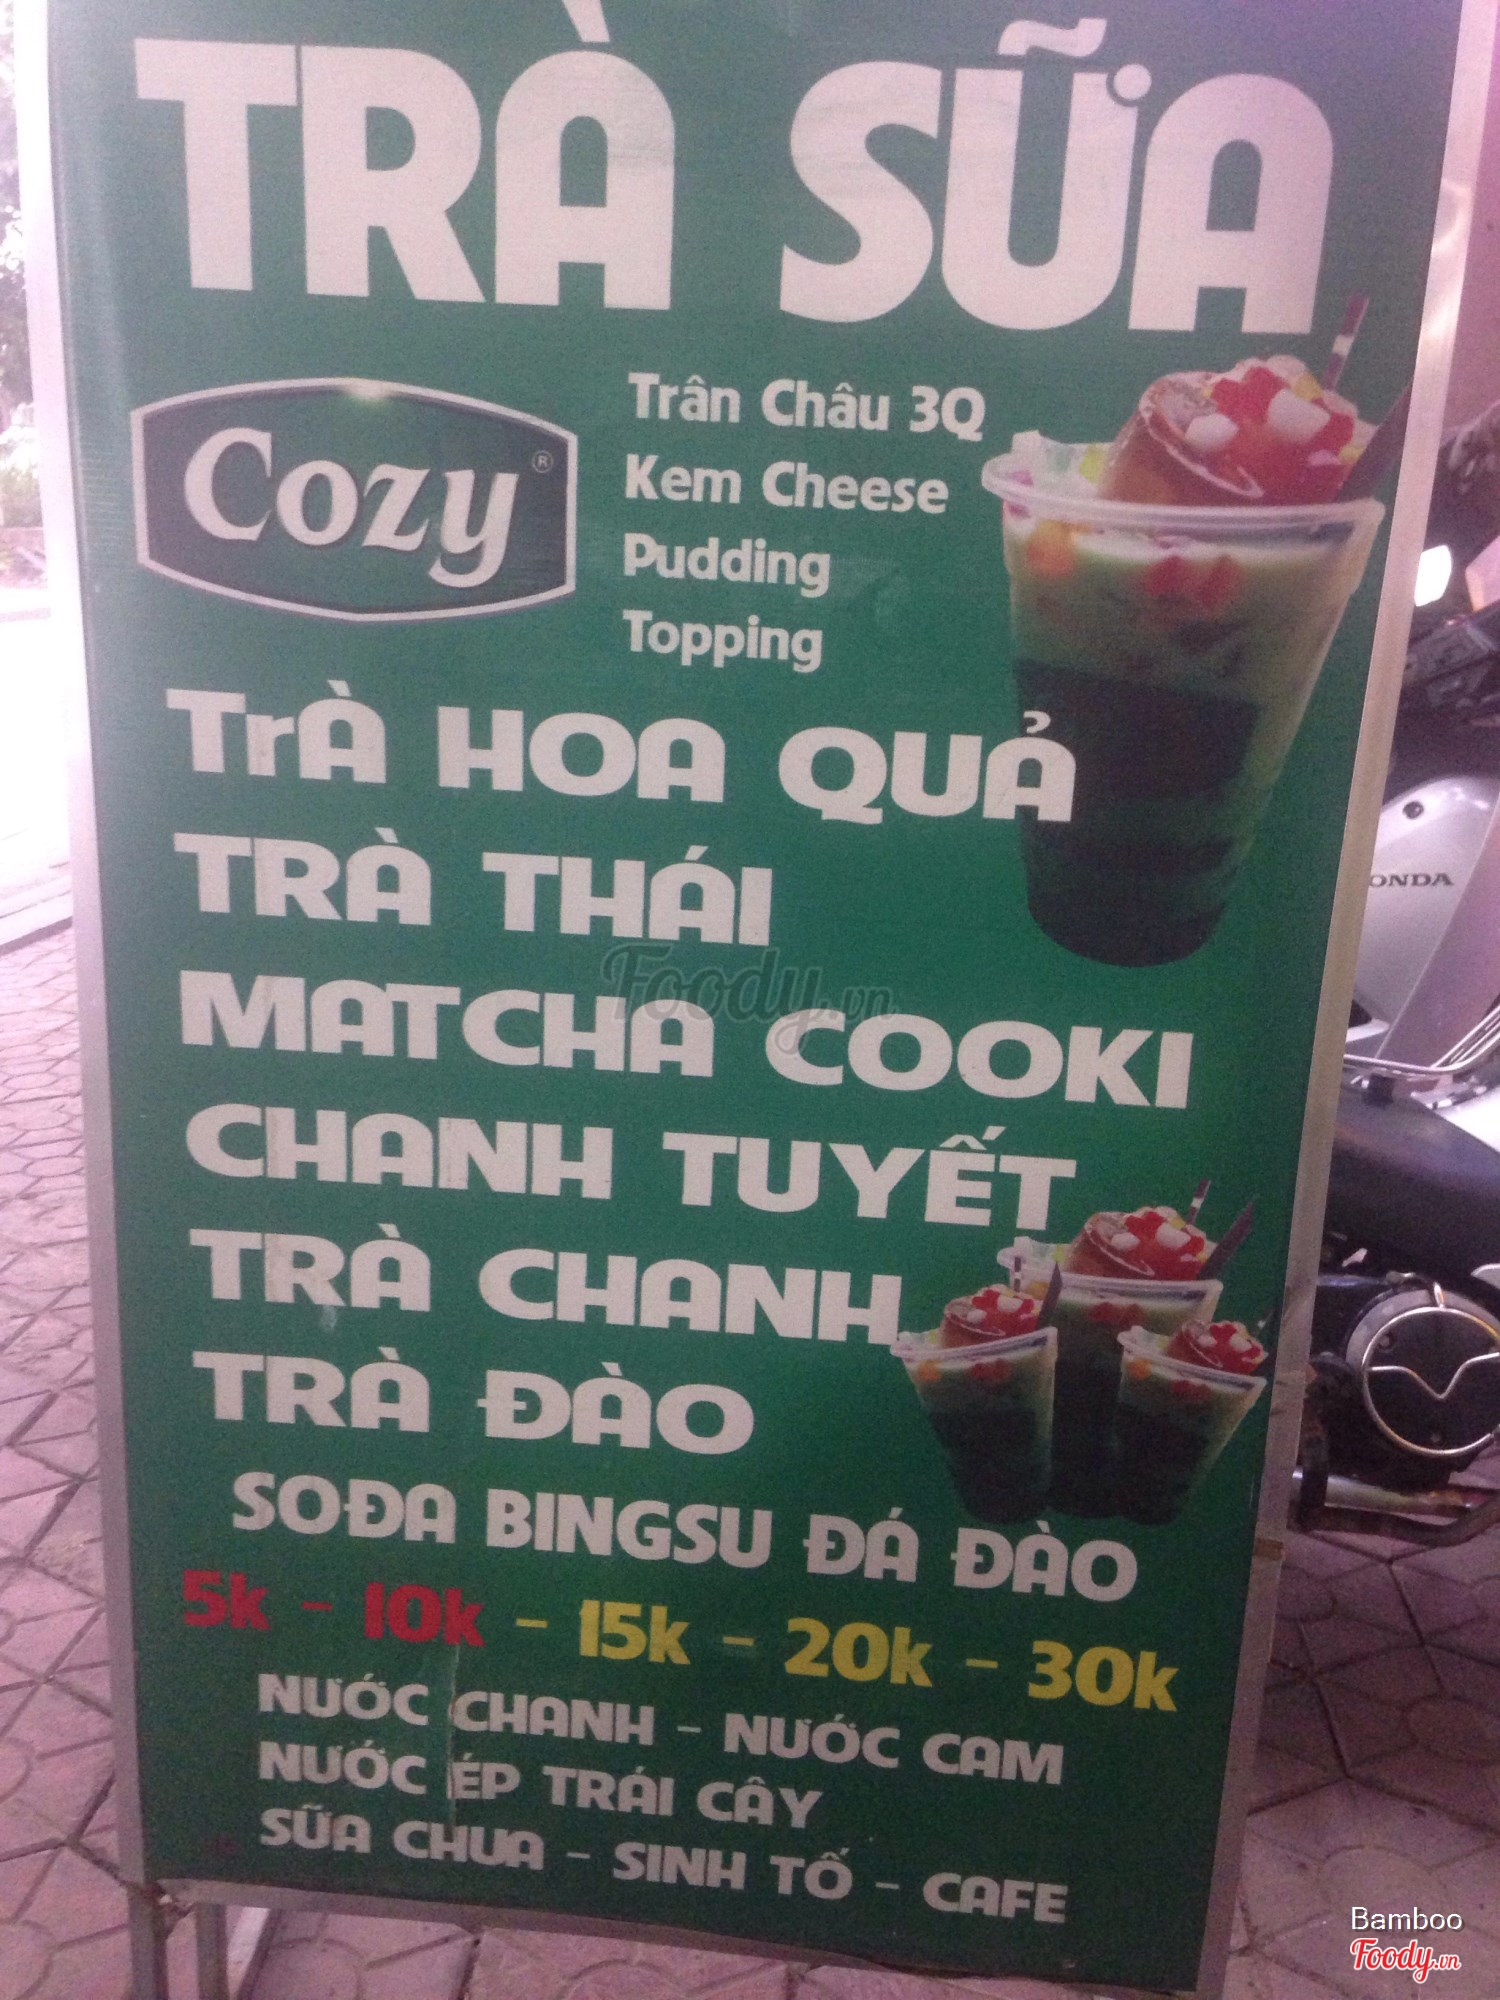 TRÀ SỮA
Cozy ®
Trân Châu 3Q
Kem Cheese
Pudding
Topping
TrÀ HOA QUẢ
TRÀ THÁI
MATCHA COOKI
CHANH TUYẾT
TRÀ CHANH
TRÀ ĐÀO
SOĐA BINGSU ĐÁ ĐÀO
5k - 10k - 15k - 20k - 30k
NƯỚC CHANH - NƯỚC CAM
NƯỚC ÉP TRÁI CÂY
SỮA CHUA - SINH TỐ - CAFE
ONDA
Foody.vn
Bamboo
Foody.vn